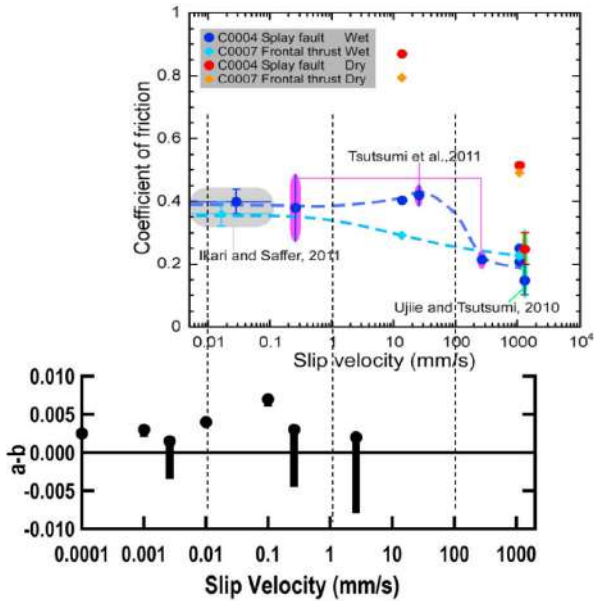 1
0.8
0.6
0.4
0.2
0
Coefficient of friction
C0004 Splay fault Wet
C0007 Frontal thrust Wet
C0004 Splay fault Dry
C0007 Frontal thrust Dry
Tsutsumi et al.,2011
Ikari and Saffer, 2011
Ujiie and Tsutsumi, 2010
0.01 0.1 1 10 100 1000 10⁴
Slip velocity (mm/s)
0.010
0.005
0.000
-0.005
-0.010
a-b
0.0001 0.001 0.01 0.1 1 10 100 1000
Slip Velocity (mm/s)